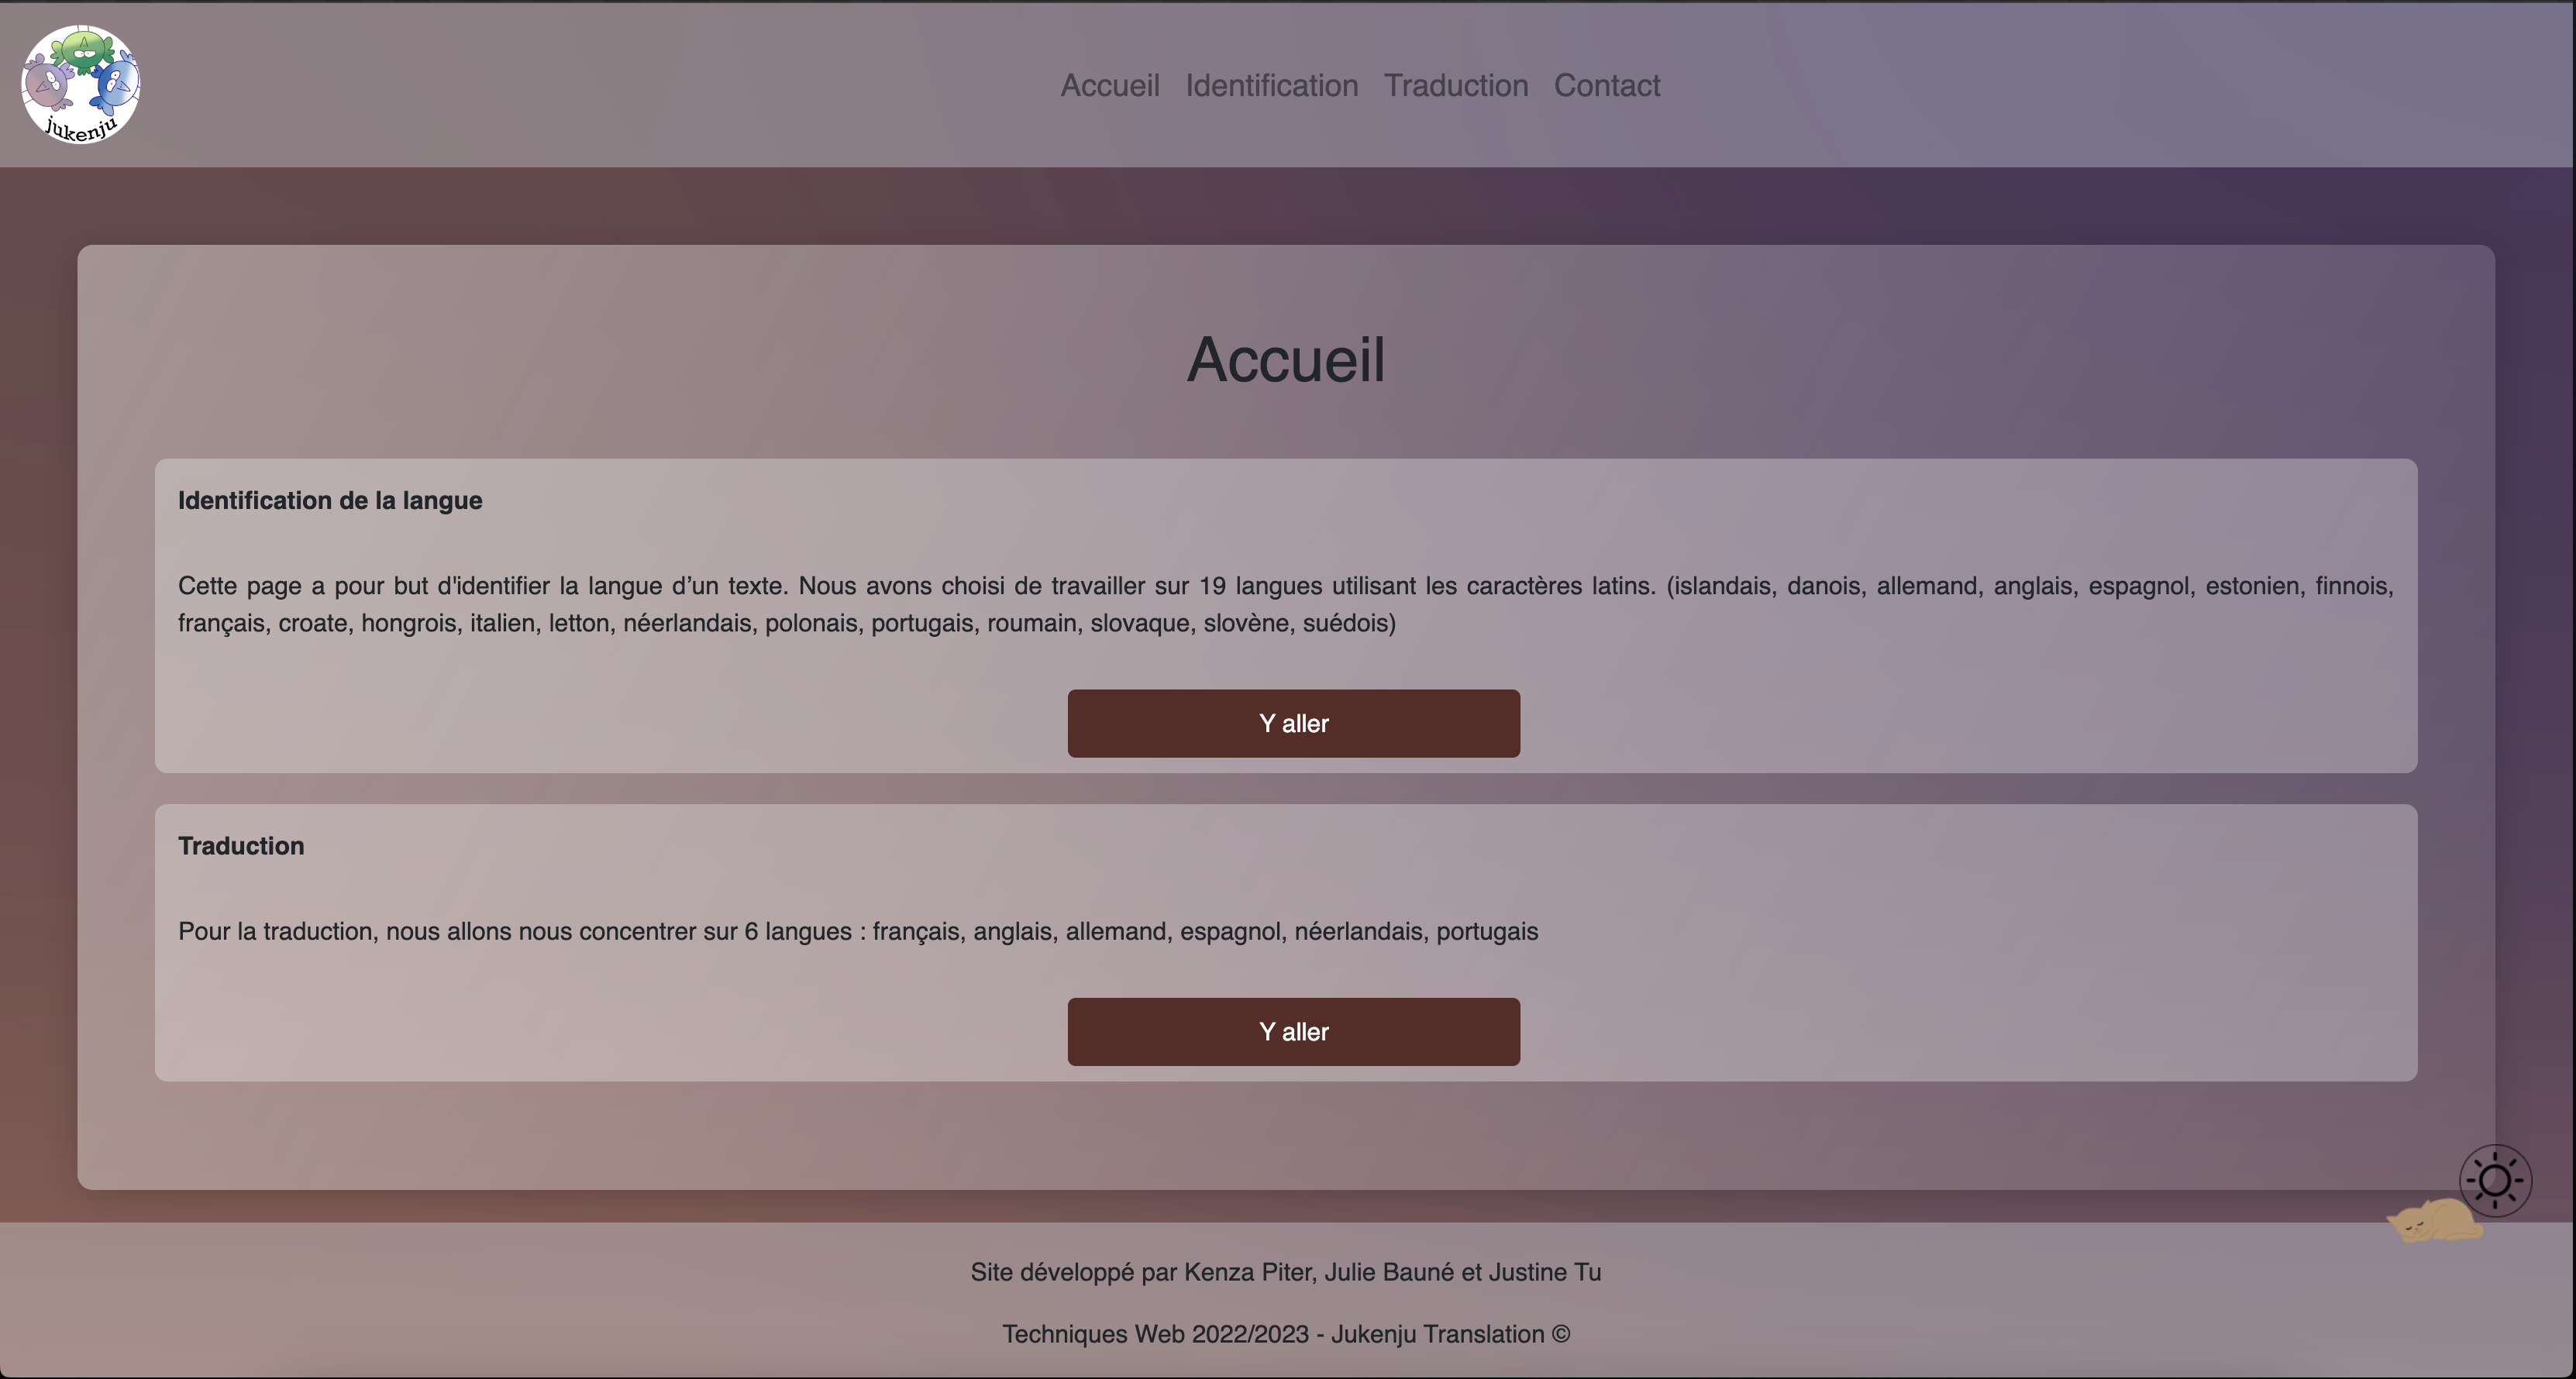 jukenju
Accueil Identification Traduction Contact
Accueil
Identification de la langue
Cette page a pour but d'identifier la langue d’un texte. Nous avons choisi de travailler sur 19 langues utilisant les caractères latins. (islandais, danois, allemand, anglais, espagnol, estonien, finnois,
français, croate, hongrois, italien, letton, néerlandais, polonais, portugais, roumain, slovaque, slovène, suédois)
Y aller
Traduction
Pour la traduction, nous allons nous concentrer sur 6 langues : français, anglais, allemand, espagnol, néerlandais, portugais
Y aller
Site développé par Kenza Piter, Julie Bauné et Justine Tu
Techniques Web 2022/2023 - Jukenju Translation ©